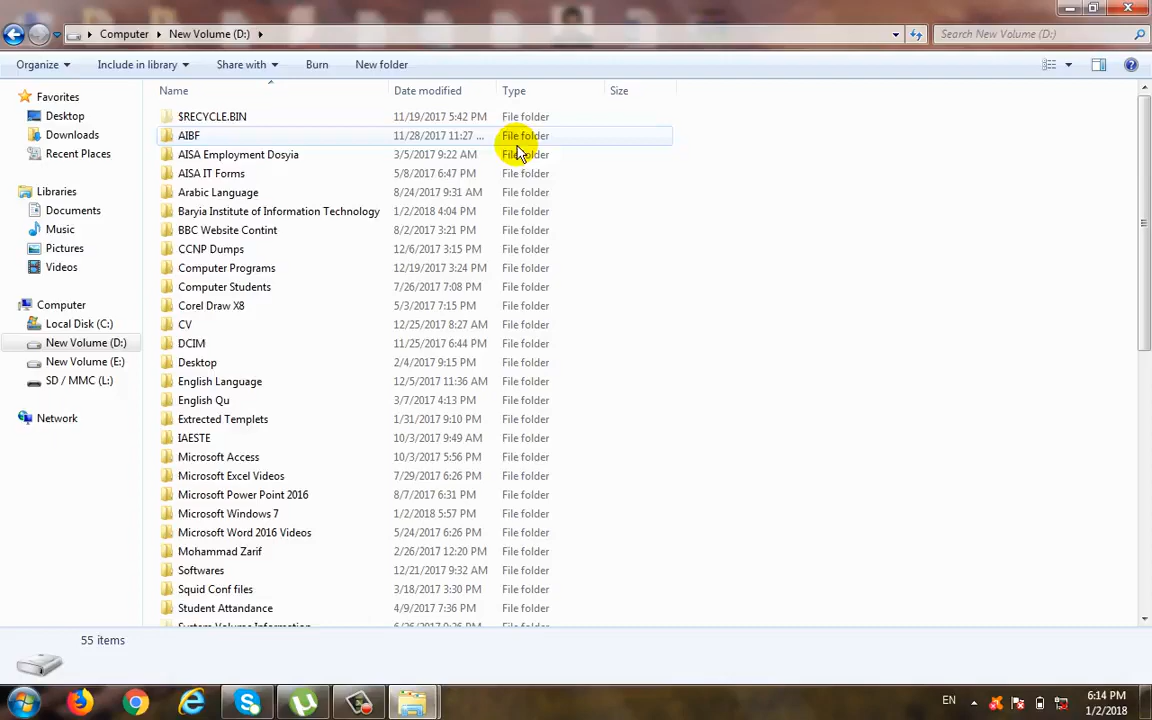 Computer New Volume (D:)
Search New Volume (D:)
Organize Include in library Share with Burn New folder
Name Date modified Type Size
Favorites
Desktop
Downloads
Recent Places
Libraries
Documents
Music
Pictures
Videos
Computer
Local Disk (C:)
New Volume (D:)
New Volume (E:)
SD / MMC (L:)
Network
$RECYCLE.BIN 11/19/2017 5:42 PM File folder
AIBF 11/28/2017 11:27 ... File folder
AISA Employment Dosyia 3/5/2017 9:22 AM File folder
AISA IT Forms 5/8/2017 6:47 PM File folder
Arabic Language 8/24/2017 9:31 AM File folder
Baryia Institute of Information Technology 1/2/2018 4:04 PM File folder
BBC Website Contint 8/2/2017 3:21 PM File folder
CCNP Dumps 12/6/2017 3:15 PM File folder
Computer Programs 12/19/2017 3:24 PM File folder
Computer Students 7/26/2017 7:08 PM File folder
Corel Draw X8 5/3/2017 7:15 PM File folder
CV 12/25/2017 8:27 AM File folder
DCIM 11/25/2017 6:44 PM File folder
Desktop 2/4/2017 9:15 PM File folder
English Language 12/5/2017 11:36 AM File folder
English Qu 3/7/2017 4:13 PM File folder
Extrected Templets 1/31/2017 9:10 PM File folder
IAESTE 10/3/2017 9:49 AM File folder
Microsoft Access 10/3/2017 5:56 PM File folder
Microsoft Excel Videos 7/29/2017 6:26 PM File folder
Microsoft Power Point 2016 8/7/2017 6:31 PM File folder
Microsoft Windows 7 1/2/2018 5:57 PM File folder
Microsoft Word 2016 Videos 5/24/2017 6:26 PM File folder
Mohammad Zarif 2/26/2017 12:20 PM File folder
Softwares 12/21/2017 9:32 AM File folder
Squid Conf files 3/18/2017 3:30 PM File folder
Student Attandance 4/9/2017 7:36 PM File folder
System Volume Information 6/26/2017 9:26 PM File folder
55 items
EN
6:14 PM
1/2/2018